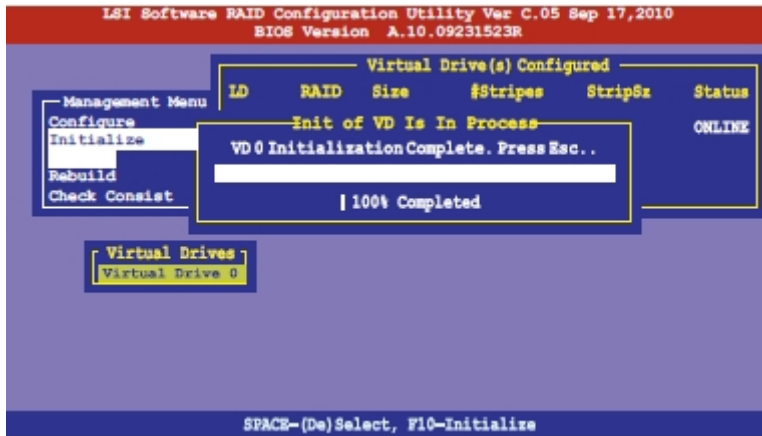 LSI Software RAID Configuration Utility Ver C.05 Sep 17,2010
BIOS Version A.10.09231523R
Virtual Drive(s) Configured
LD RAID Size #Stripes StripSz Status
Management Menu
Configure
Init of VD Is In Process
ONLINE
Initialize
VD 0 Initialization Complete. Press Esc..
Rebuild
Check Consist
100% Completed
Virtual Drives
Virtual Drive 0
SPACE-(De)Select, F10-Initialize